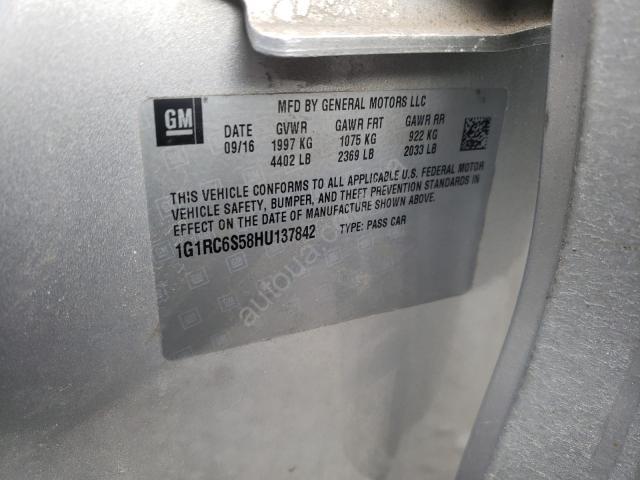 GM
MFD BY GENERAL MOTORS LLC
DATE GVWR GAWR FRT GAWR RR
09/16 1997 KG 1075 KG 922 KG
4402 LB 2369 LB 2033 LB
THIS VEHICLE CONFORMS TO ALL APPLICABLE U.S. FEDERAL MOTOR
VEHICLE SAFETY, BUMPER, AND THEFT PREVENTION STANDARDS IN
EFFECT ON THE DATE OF MANUFACTURE SHOWN ABOVE.
1G1RC6S58HU137842 TYPE: PASS CAR
autoua.com